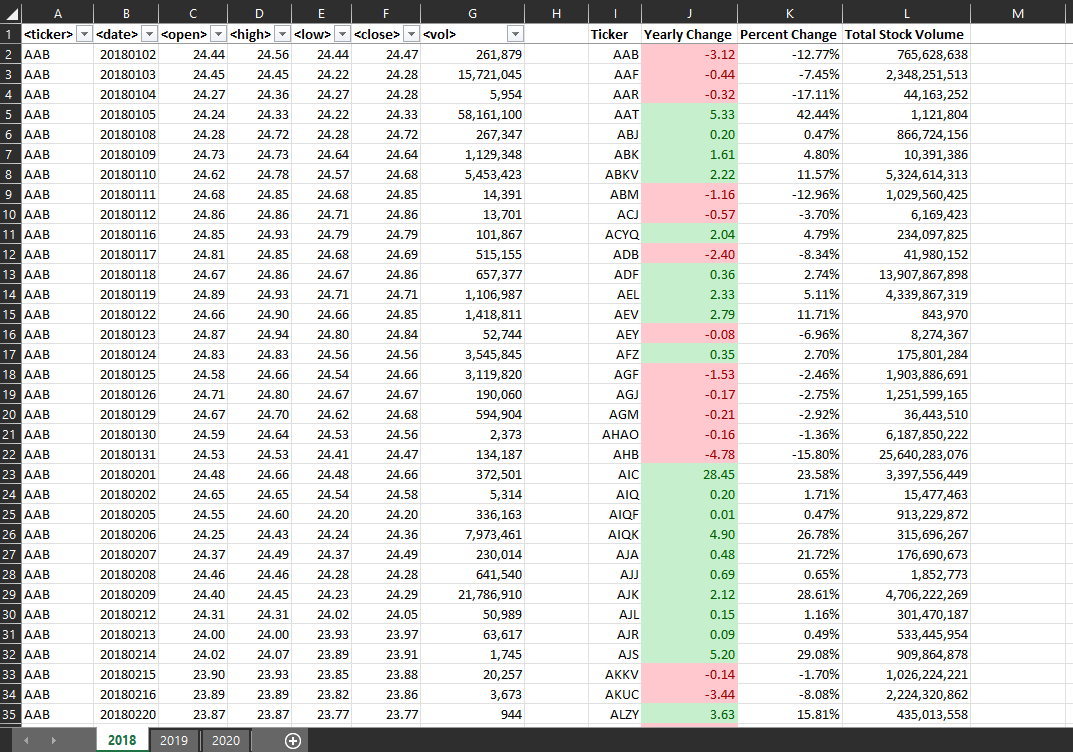 A B C D E F G H I J K L M
1 <ticker> <date> <open> <high> <low> <close> <vol> Ticker Yearly Change Percent Change Total Stock Volume
2 AAB 20180102 24.44 24.56 24.44 24.47 261,879 AAB -3.12 -12.77% 765,628,638
3 AAB 20180103 24.45 24.45 24.22 24.28 15,721,045 AAF -0.44 -7.45% 2,348,251,513
4 AAB 20180104 24.27 24.36 24.27 24.28 5,954 AAR -0.32 -17.11% 44,163,252
5 AAB 20180105 24.24 24.33 24.22 24.33 58,161,100 AAT 5.33 42.44% 1,121,804
6 AAB 20180108 24.28 24.72 24.28 24.72 267,347 ABJ 0.20 0.47% 866,724,156
7 AAB 20180109 24.73 24.73 24.64 24.64 1,129,348 ABK 1.61 4.80% 10,391,386
8 AAB 20180110 24.62 24.78 24.57 24.68 5,453,423 ABKV 2.22 11.57% 5,324,614,313
9 AAB 20180111 24.68 24.85 24.68 24.85 14,391 ABM -1.16 -12.96% 1,029,560,425
10 AAB 20180112 24.86 24.86 24.71 24.86 13,701 ACJ -0.57 -3.70% 6,169,423
11 AAB 20180116 24.85 24.93 24.79 24.79 101,867 ACYQ 2.04 4.79% 234,097,825
12 AAB 20180117 24.81 24.85 24.68 24.69 515,155 ADB -2.40 -8.34% 41,980,152
13 AAB 20180118 24.67 24.86 24.67 24.86 657,377 ADF 0.36 2.74% 13,907,867,898
14 AAB 20180119 24.89 24.93 24.71 24.71 1,106,987 AEL 2.33 5.11% 4,339,867,319
15 AAB 20180122 24.66 24.90 24.66 24.85 1,418,811 AEV 2.79 11.71% 843,970
16 AAB 20180123 24.87 24.94 24.80 24.84 52,744 AEY -0.08 -6.96% 8,274,367
17 AAB 20180124 24.83 24.83 24.56 24.56 3,545,845 AFZ 0.35 2.70% 175,801,284
18 AAB 20180125 24.58 24.66 24.54 24.66 3,119,820 AGF -1.53 -2.46% 1,903,886,691
19 AAB 20180126 24.71 24.80 24.67 24.67 190,060 AGJ -0.17 -2.75% 1,251,599,165
20 AAB 20180129 24.67 24.70 24.62 24.68 594,904 AGM -0.21 -2.92% 36,443,510
21 AAB 20180130 24.59 24.64 24.53 24.56 2,373 AHAO -0.16 -1.36% 6,187,850,222
22 AAB 20180131 24.53 24.53 24.41 24.47 134,187 AHB -4.78 -15.80% 25,640,283,076
23 AAB 20180201 24.48 24.66 24.48 24.66 372,501 AIC 28.45 23.58% 3,397,556,449
24 AAB 20180202 24.65 24.65 24.54 24.58 5,314 AIQ 0.20 1.71% 15,477,463
25 AAB 20180205 24.55 24.60 24.20 24.20 336,163 AIQF 0.01 0.47% 913,229,872
26 AAB 20180206 24.25 24.43 24.24 24.36 7,973,461 AIQK 4.90 26.78% 315,696,267
27 AAB 20180207 24.37 24.49 24.37 24.49 230,014 AJA 0.48 21.72% 176,690,673
28 AAB 20180208 24.46 24.46 24.28 24.28 641,540 AJJ 0.69 0.65% 1,852,773
29 AAB 20180209 24.40 24.45 24.23 24.29 21,786,910 AJK 2.12 28.61% 4,706,222,269
30 AAB 20180212 24.31 24.31 24.02 24.05 50,989 AJL 0.15 1.16% 301,470,187
31 AAB 20180213 24.00 24.00 23.93 23.97 63,617 AJR 0.09 0.49% 533,445,954
32 AAB 20180214 24.02 24.07 23.89 23.91 1,745 AJS 5.20 29.08% 909,864,878
33 AAB 20180215 23.90 23.93 23.85 23.88 20,257 AKKV -0.14 -1.70% 1,026,224,221
34 AAB 20180216 23.89 23.89 23.82 23.86 3,673 AKUC -3.44 -8.08% 2,224,320,862
35 AAB 20180220 23.87 23.87 23.77 23.77 944 ALZY 3.63 15.81% 435,013,558
2018 2019 2020